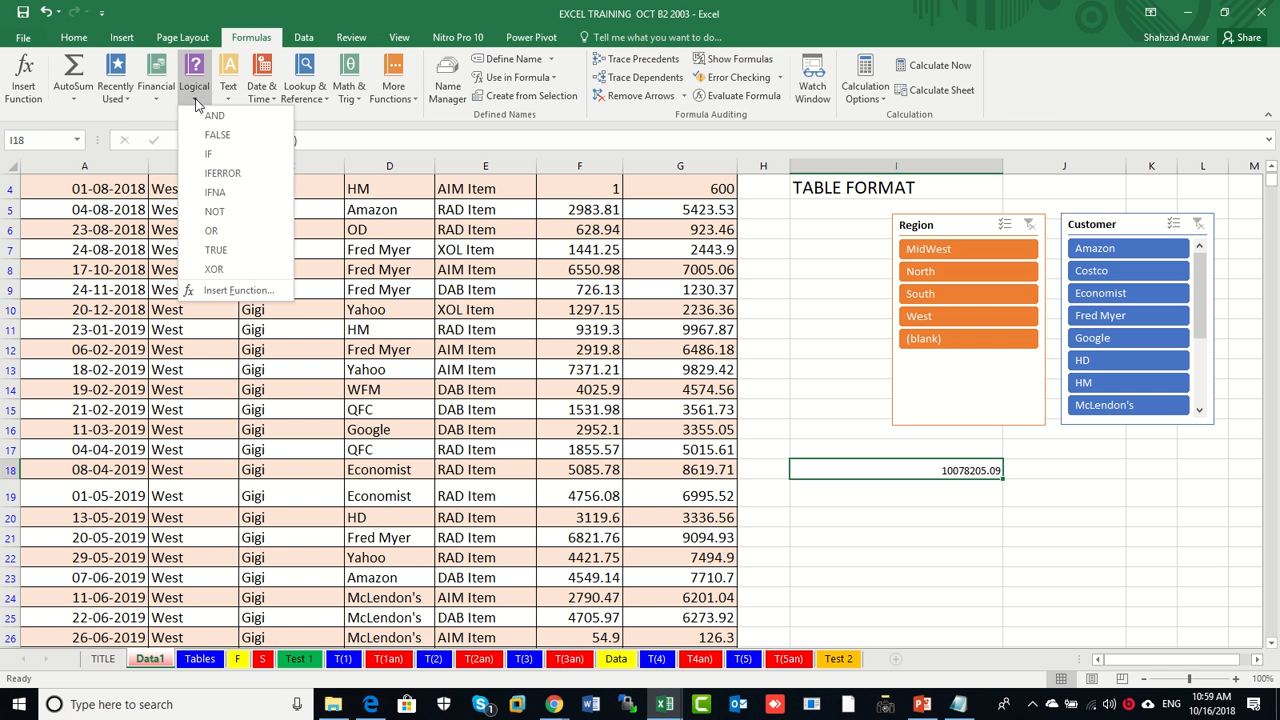 EXCEL TRAINING OCT B2 2003 - Excel
File Home Insert Page Layout Formulas Data Review View Nitro Pro 10 Power Pivot Tell me what you want to do... Shahzad Anwar Share
Insert Function
AutoSum
Recently Used
Financial
Logical
Text
Date & Time
Lookup & Reference
Math & Trig
More Functions
Name Manager
Define Name
Use in Formula
Create from Selection
Defined Names
Trace Precedents
Trace Dependents
Remove Arrows
Show Formulas
Error Checking
Evaluate Formula
Formula Auditing
Watch Window
Calculation Options
Calculate Now
Calculate Sheet
Calculation
AND
FALSE
IF
IFERROR
IFNA
NOT
OR
TRUE
XOR
fx Insert Function...
I18 )
A D E F G H I J K L M
4 01-08-2018 Wes HM AIM Item 1 600 TABLE FORMAT
5 04-08-2018 Wes Amazon RAD Item 2983.81 5423.53
6 23-08-2018 Wes OD RAD Item 628.94 923.46
7 24-08-2018 Wes Fred Myer XOL Item 1441.25 2443.9
8 17-10-2018 Wes Fred Myer AIM Item 6550.98 7005.06
9 24-11-2018 Wes Fred Myer DAB Item 726.13 1230.37
10 20-12-2018 West Gigi Yahoo XOL Item 1297.15 2236.36
11 23-01-2019 West Gigi HM RAD Item 9319.3 9967.87
12 06-02-2019 West Gigi Fred Myer AIM Item 2919.8 6486.18
13 18-02-2019 West Gigi Yahoo AIM Item 7371.21 9829.42
14 19-02-2019 West Gigi WFM DAB Item 4025.9 4574.56
15 21-02-2019 West Gigi QFC DAB Item 1531.98 3561.73
16 11-03-2019 West Gigi Google DAB Item 2952.1 3355.05
17 04-04-2019 West Gigi QFC RAD Item 1855.57 5015.61
18 08-04-2019 West Gigi Economist RAD Item 5085.78 8619.71 10078205.09
19 01-05-2019 West Gigi Economist RAD Item 4756.08 6995.52
20 13-05-2019 West Gigi HD RAD Item 3119.6 3336.56
21 20-05-2019 West Gigi Fred Myer RAD Item 6821.76 9094.93
22 29-05-2019 West Gigi Yahoo RAD Item 4421.75 7494.9
23 07-06-2019 West Gigi Amazon DAB Item 4549.14 7710.7
24 11-06-2019 West Gigi McLendon's AIM Item 2790.47 6201.04
25 22-06-2019 West Gigi McLendon's DAB Item 4705.97 6273.92
26 26-06-2019 West Gigi McLendon's AIM Item 54.9 126.3
Region
MidWest
North
South
West
(blank)
Customer
Amazon
Costco
Economist
Fred Myer
Google
HD
HM
McLendon's
TITLE Data1 Tables F S Test 1 T(1) T(1an) T(2) T(2an) T(3) T(3an) Data T(4) T4an) T(5) T(5an) Test 2
Ready 100%
Type here to search
ENG
10:59 AM
10/16/2018